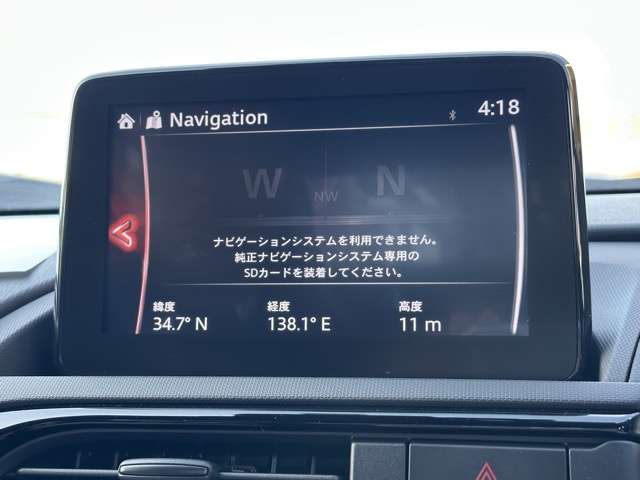 Navigation
4:18
W NW N
ナビゲーションシステムを利用できません。
純正ナビゲーションシステム専用の
SDカードを装着してください。
緯度 経度 高度
34.7° N 138.1° E 11 m